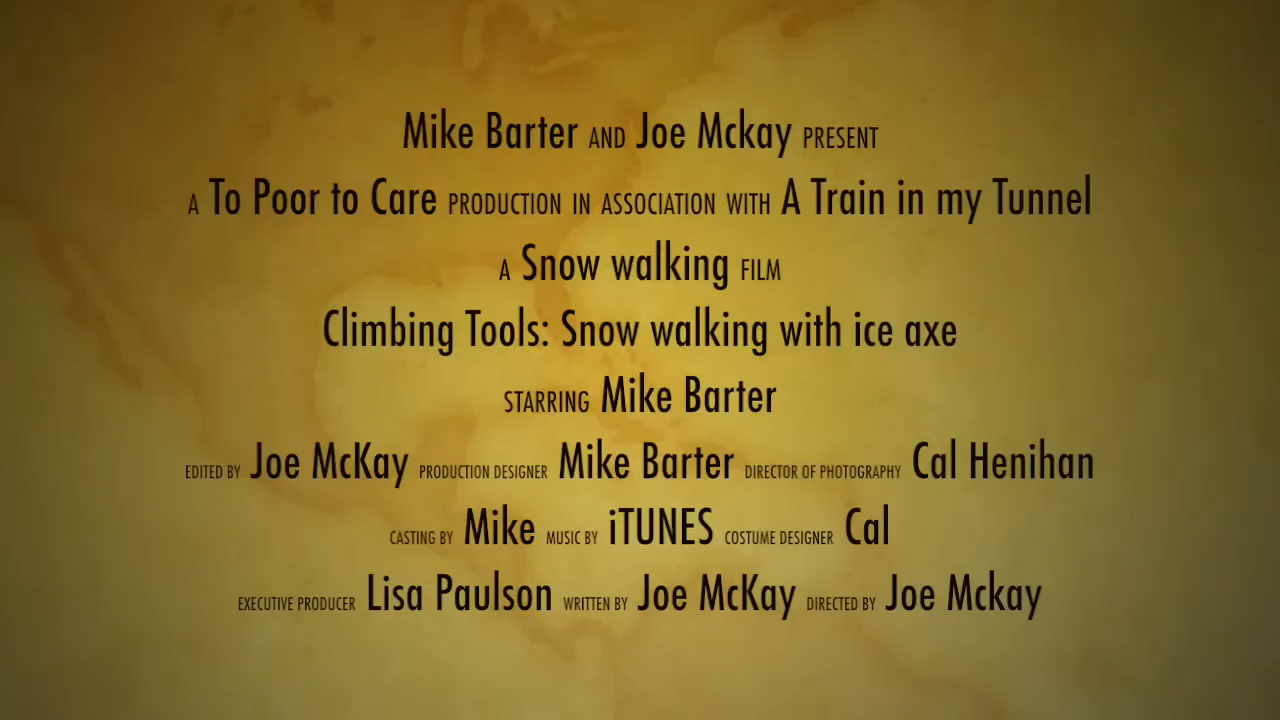 Mike Barter AND Joe Mckay PRESENT
A To Poor to Care PRODUCTION IN ASSOCIATION WITH A Train in my Tunnel
A Snow walking FILM
Climbing Tools: Snow walking with ice axe
STARRING Mike Barter
EDITED BY Joe McKay PRODUCTION DESIGNER Mike Barter DIRECTOR OF PHOTOGRAPHY Cal Henihan
CASTING BY Mike MUSIC BY iTUNES COSTUME DESIGNER Cal
EXECUTIVE PRODUCER Lisa Paulson WRITTEN BY Joe McKay DIRECTED BY Joe Mckay